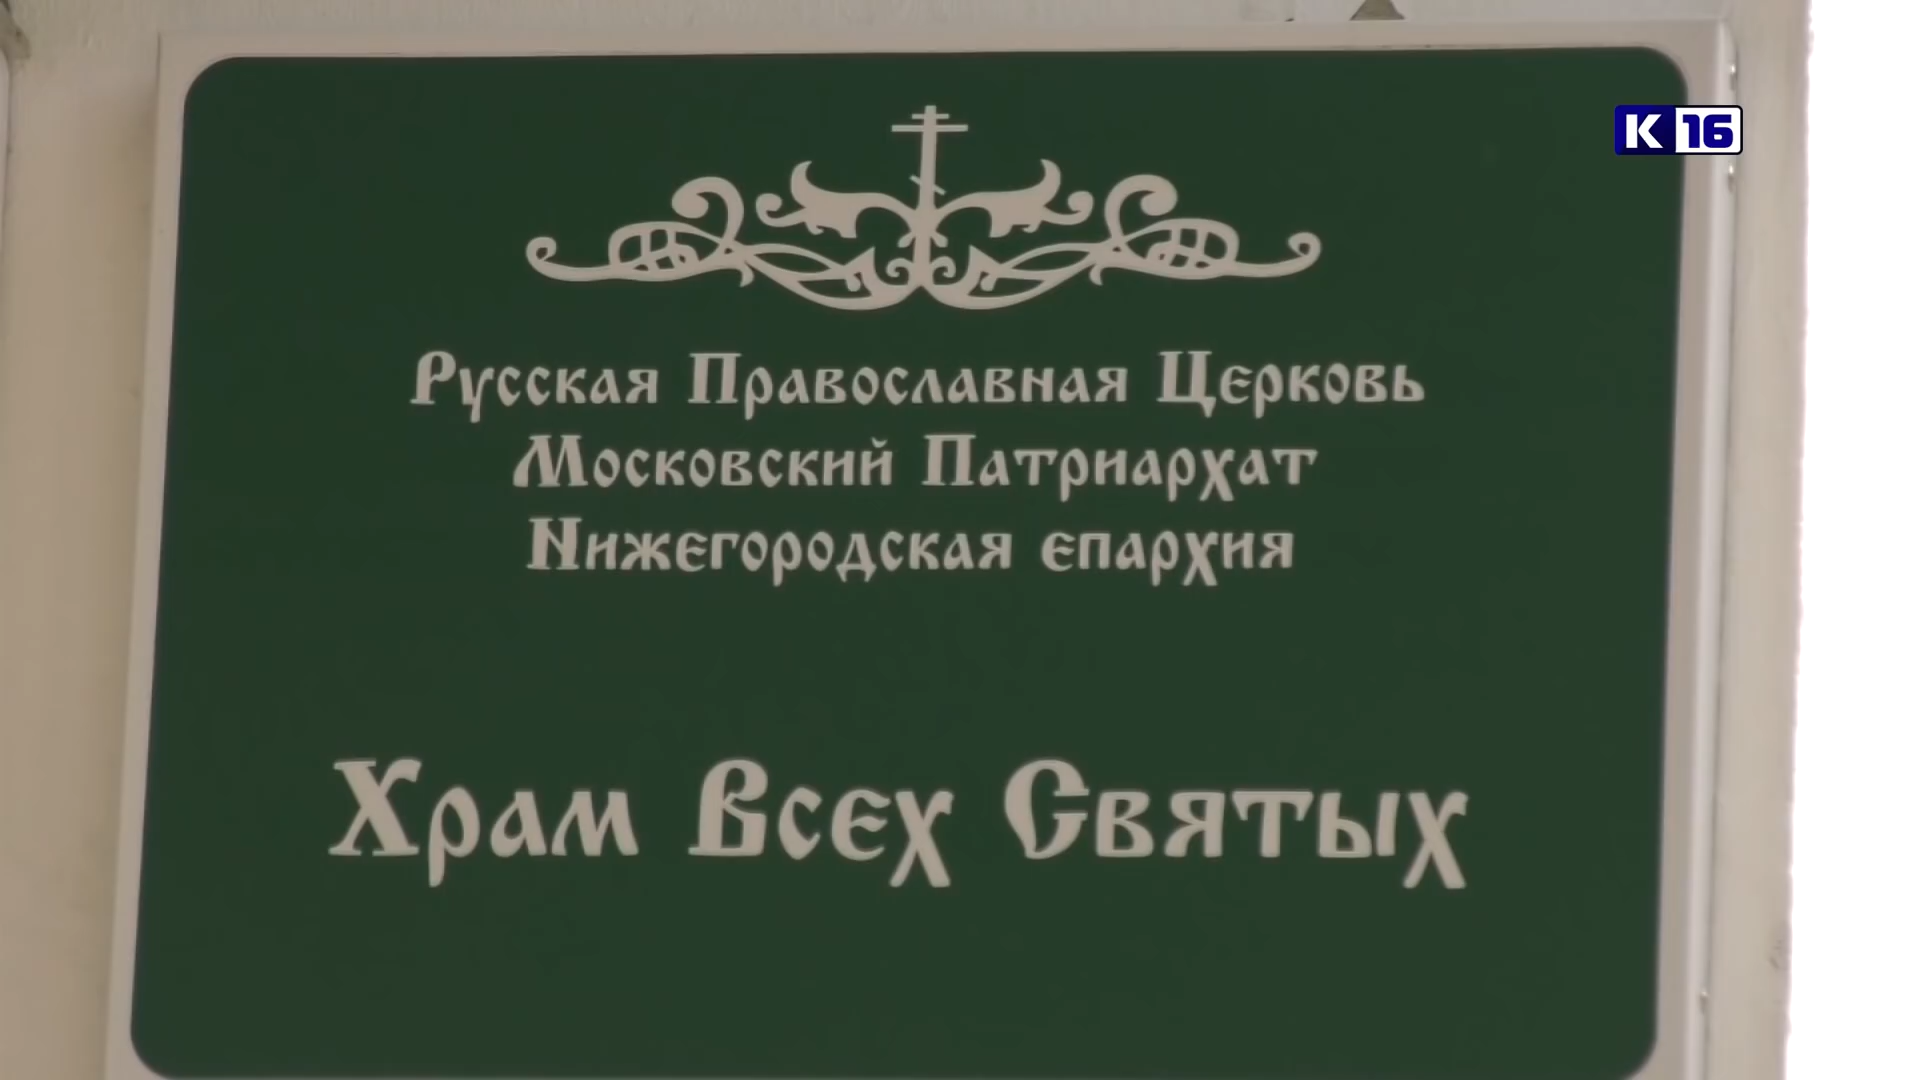 К 16
Русская Православная Церковь
Московский Патриархат
Нижегородская епархия
Храм Всех Святых